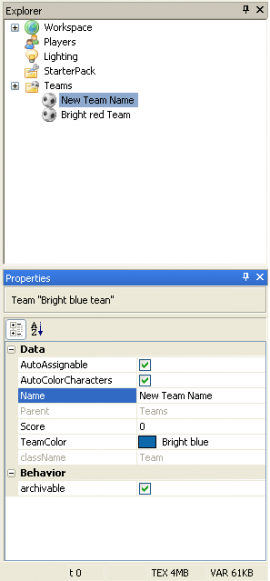 Explorer
Workspace
Players
Lighting
StarterPack
Teams
New Team Name
Bright red Team
Properties
Team "Bright blue tean"
Data
AutoAssignable
AutoColorCharacters
Name New Team Name
Parent Teams
Score 0
TeamColor Bright blue
className Team
Behavior
archivable
t 0 TEX 4MB VAR 61KB